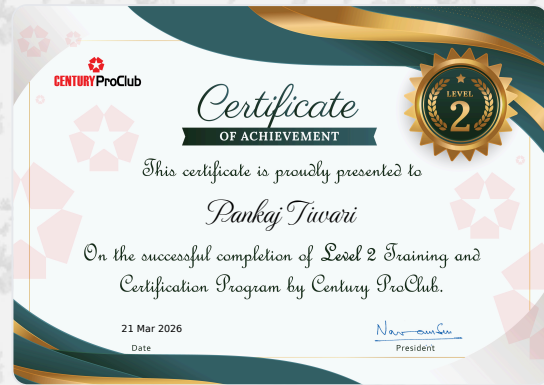 CENTURY ProClub
LEVEL
2
Certificate
OF ACHIEVEMENT
This certificate is proudly presented to
Pankaj Tiwari
On the successful completion of Level 2 Training and
Certification Program by Century ProClub.
21 Mar 2026
Date
President